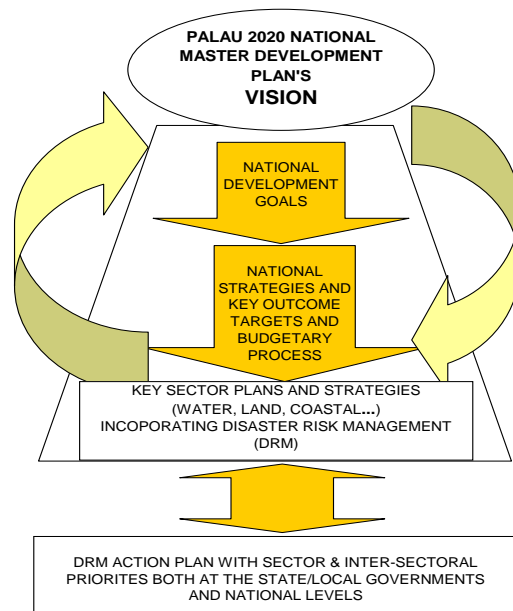 PALAU 2020 NATIONAL
MASTER DEVELOPMENT
PLAN'S
VISION
NATIONAL
DEVELOPMENT
GOALS
NATIONAL
STRATEGIES AND
KEY OUTCOME
TARGETS AND
BUDGETARY
PROCESS
KEY SECTOR PLANS AND STRATEGIES
(WATER, LAND, COASTAL...)
INCOPORATING DISASTER RISK MANAGEMENT
(DRM)
DRM ACTION PLAN WITH SECTOR & INTER-SECTORAL
PRIORITES BOTH AT THE STATE/LOCAL GOVERNMENTS
AND NATIONAL LEVELS